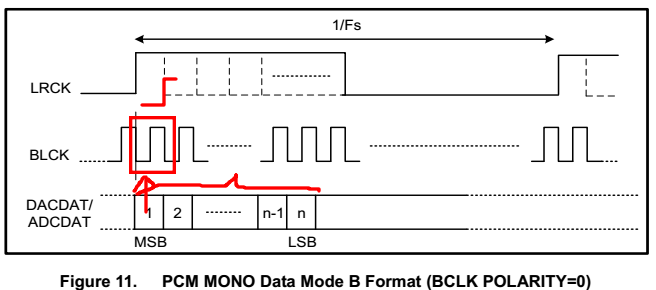 1/Fs
LRCK
BLCK
DACDAT/
ADCDAT
1 2 n-1 n
MSB LSB
Figure 11. PCM MONO Data Mode B Format (BCLK POLARITY=0)